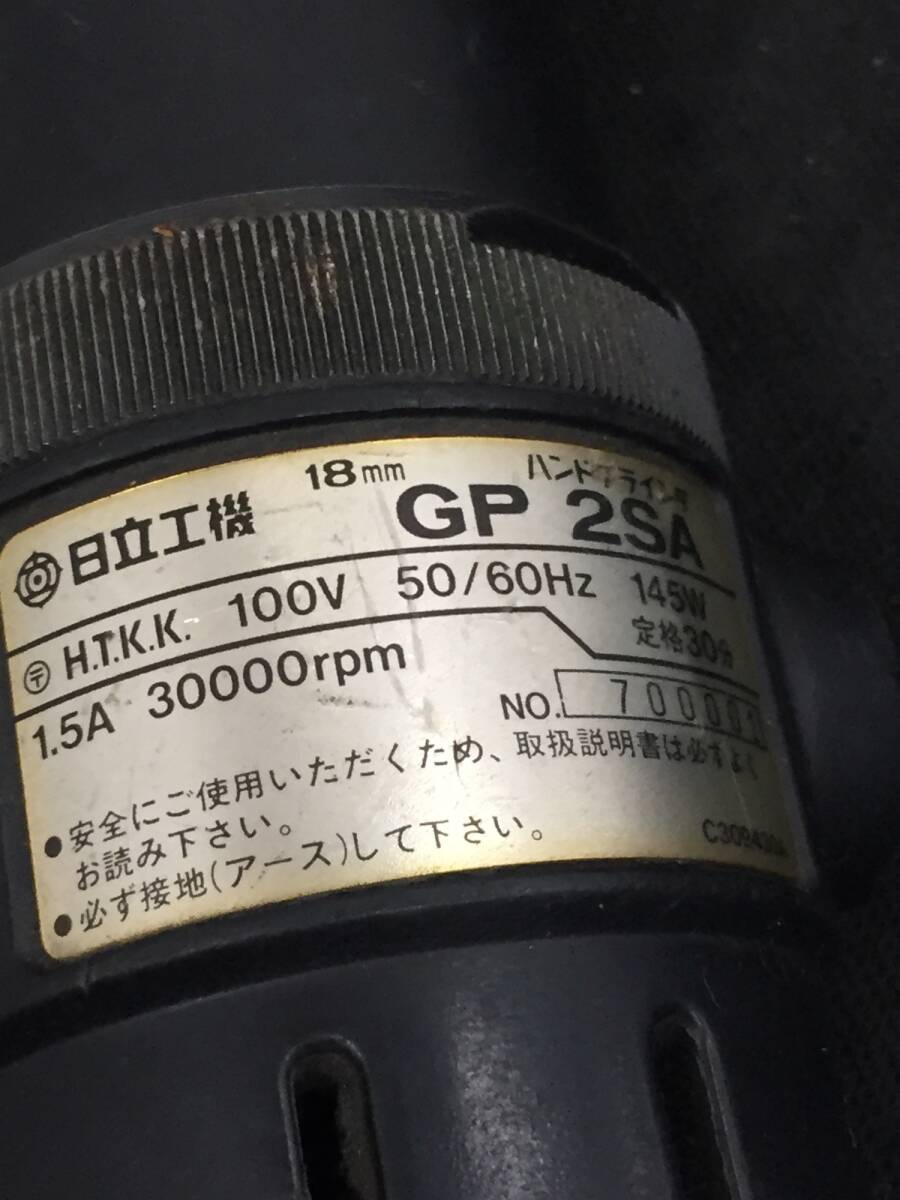 18mm ハンドグラインダ
日立工機 GP 2SA
〒 H.T.K.K. 100V 50/60Hz 145W
1.5A 30000rpm 定格30分
NO. 700001
●安全にご使用いただくため、取扱説明書は必ずよく
お読み下さい。
●必ず接地(アース)して下さい。